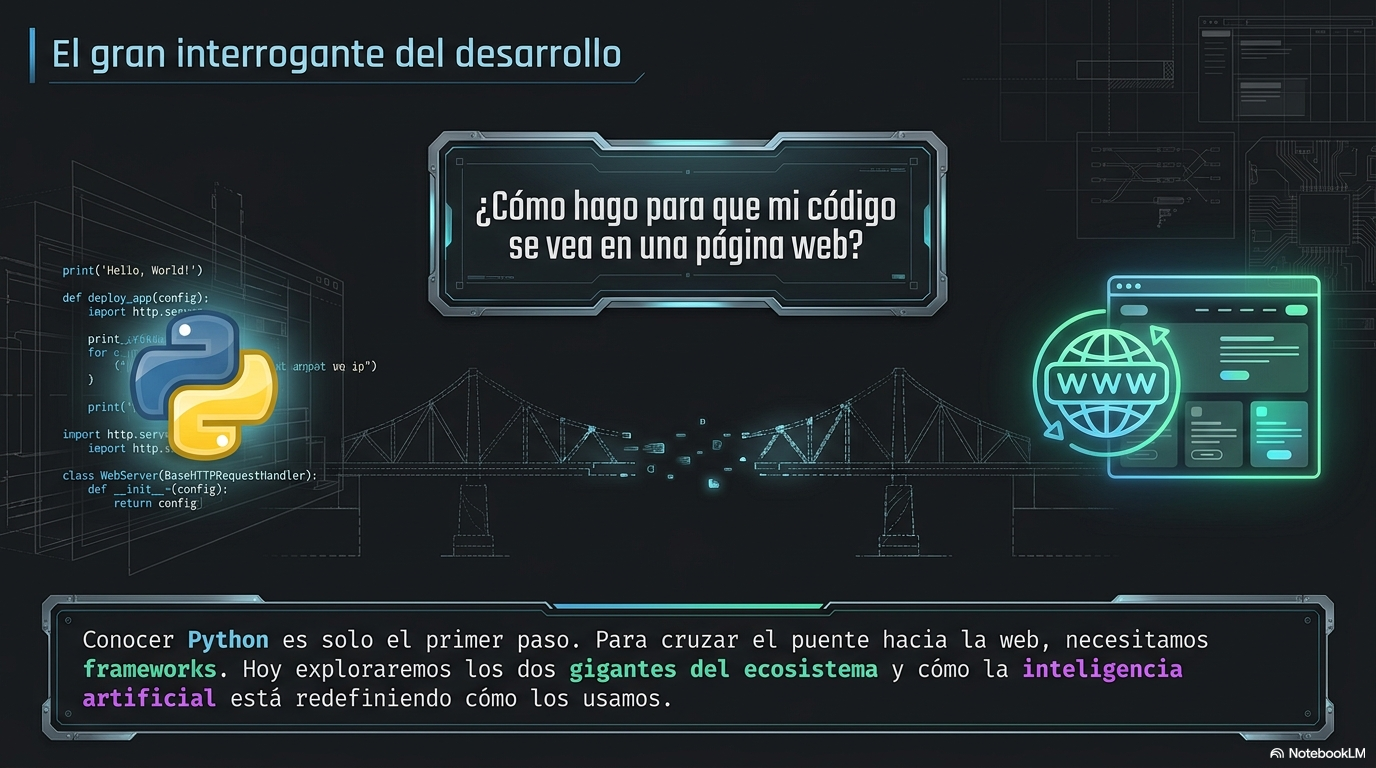 El gran interrogante del desarrollo
¿Cómo hago para que mi código
se vea en una página web?
print('Hello, World!')
def deploy_app(config):
import http.serv
print
for
("
arnpat we ip")
)
print('
import http.serv
import http.s
class WebServer(BaseHTTPRequestHandler):
def __init__-(config):
return config
WWW
Conocer Python es solo el primer paso. Para cruzar el puente hacia la web, necesitamos
frameworks. Hoy exploraremos los dos gigantes del ecosistema y cómo la inteligencia
artificial está redefiniendo cómo los usamos.
NotebookLM